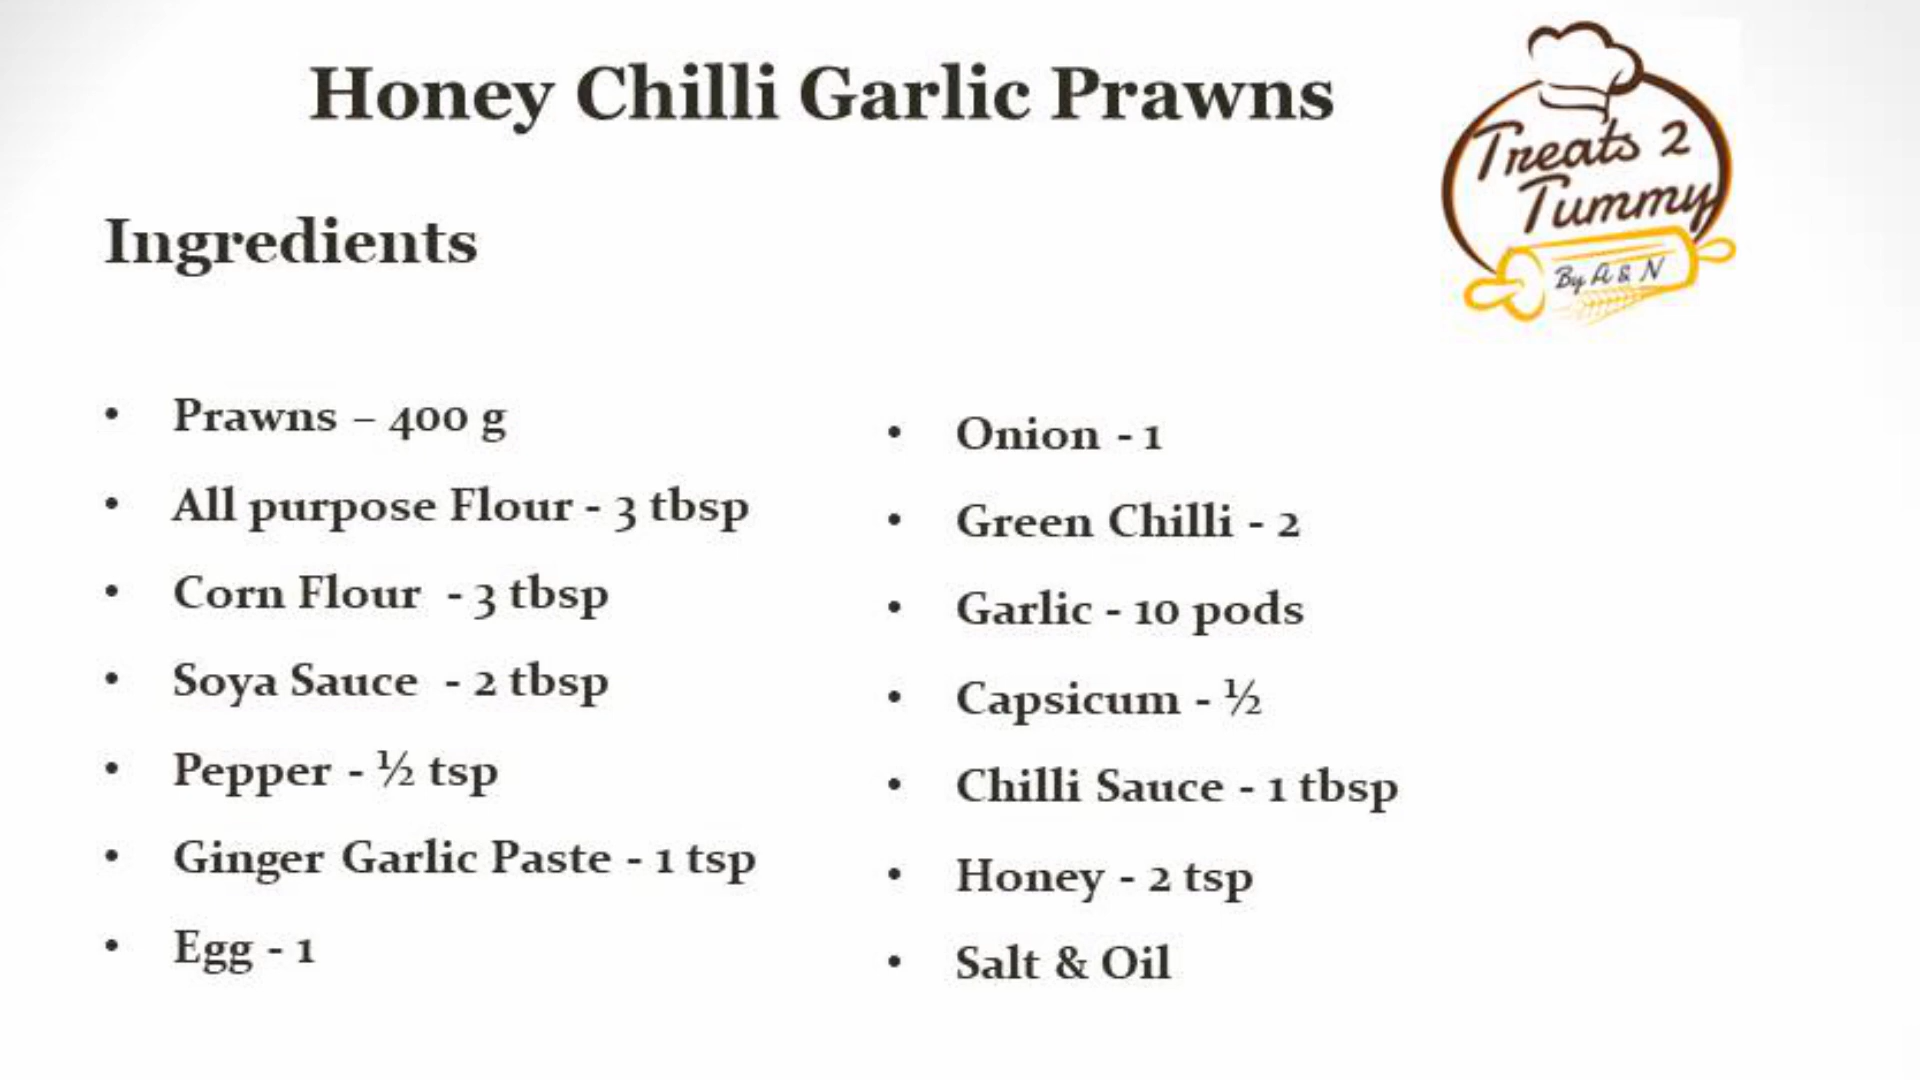 Honey Chilli Garlic Prawns
Treats 2
Tummy
By A & N
Ingredients
• Prawns – 400 g
• All purpose Flour - 3 tbsp
• Corn Flour - 3 tbsp
• Soya Sauce - 2 tbsp
• Pepper - ½ tsp
• Ginger Garlic Paste - 1 tsp
• Egg - 1
• Onion - 1
• Green Chilli - 2
• Garlic - 10 pods
• Capsicum - ½
• Chilli Sauce - 1 tbsp
• Honey - 2 tsp
• Salt & Oil